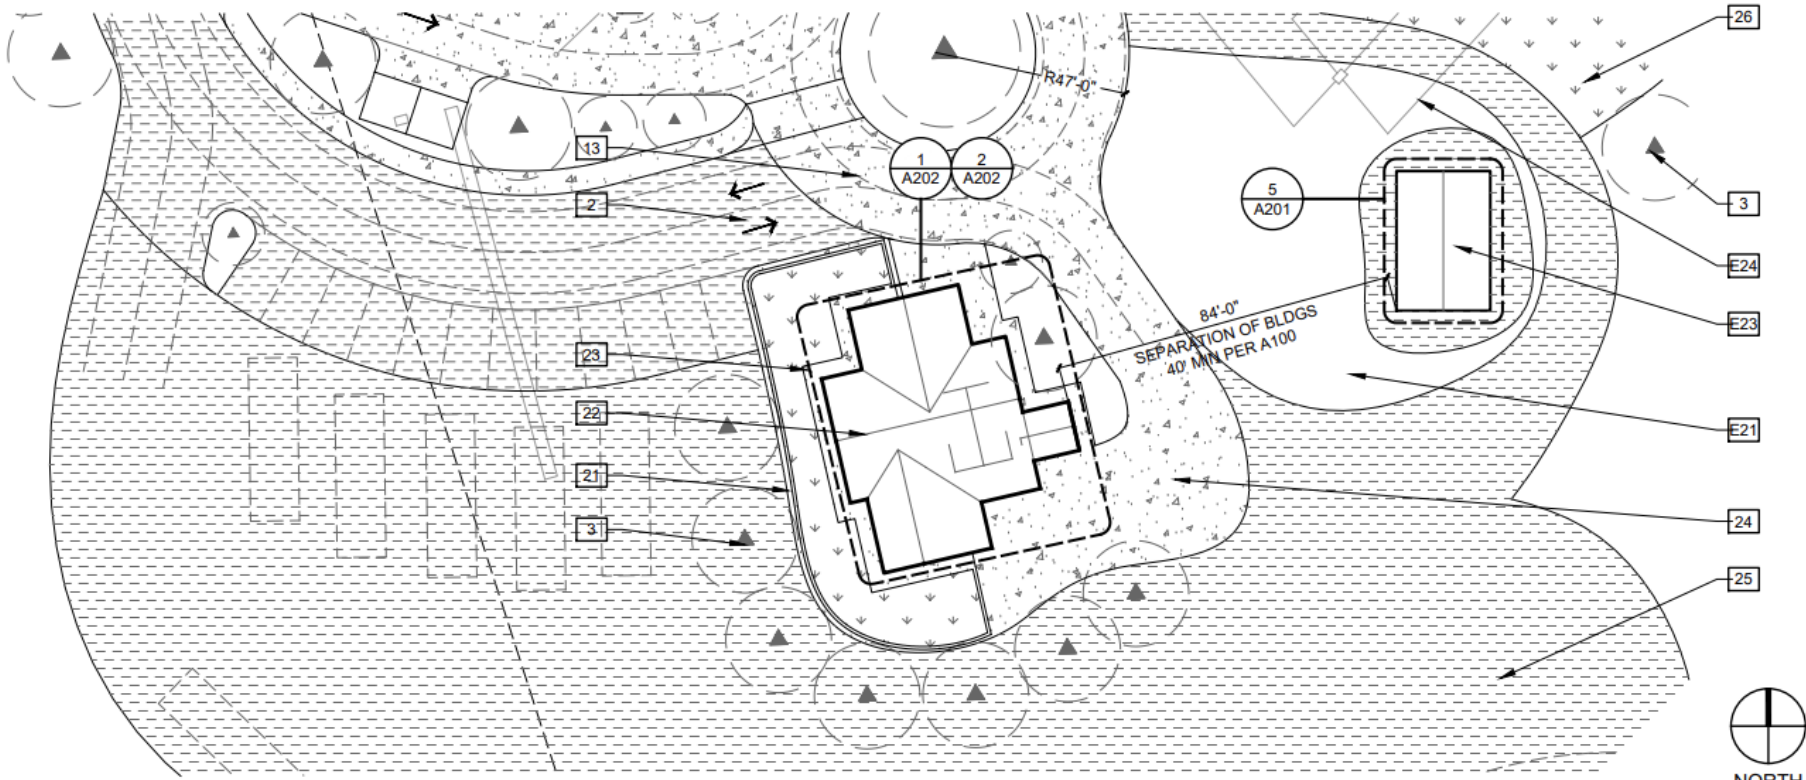 26
R47'-0"
13
1
A202
2
A202
2
5
A201
3
E24
84'-0"
SEPARATION OF BLDGS
40' MIN PER A100
E23
23
22
E21
21
3
24
25
NORTH